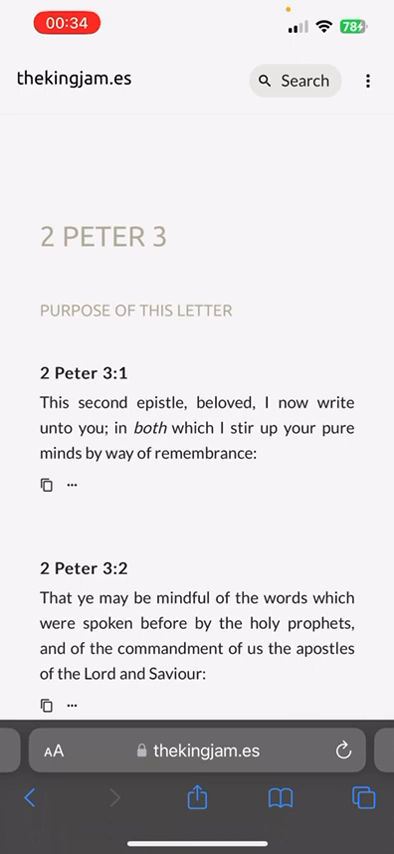 00:34
78
thekingjam.es
Search
2 PETER 3
PURPOSE OF THIS LETTER
2 Peter 3:1
This second epistle, beloved, I now write
unto you; in both which I stir up your pure
minds by way of remembrance:
2 Peter 3:2
That ye may be mindful of the words which
were spoken before by the holy prophets,
and of the commandment of us the apostles
of the Lord and Saviour:
AA
thekingjam.es